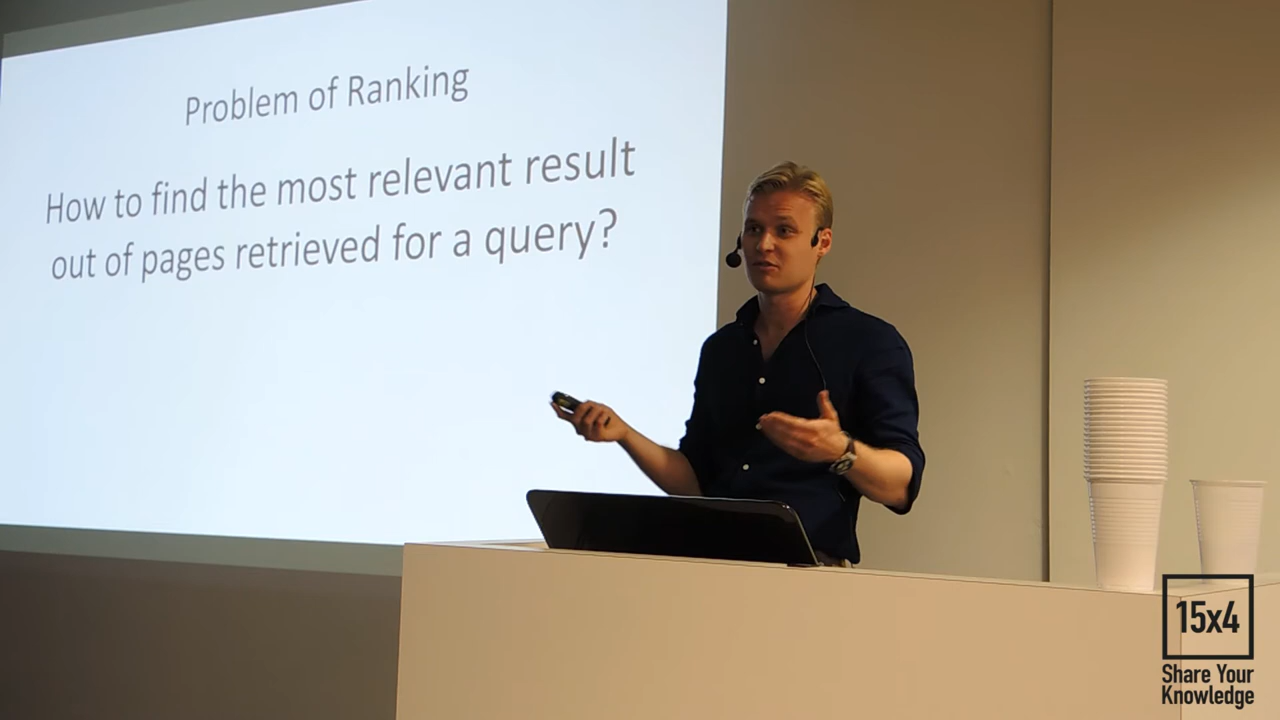 Problem of Ranking
How to find the most relevant result
out of pages retrieved for a query?
15x4
Share Your
Knowledge